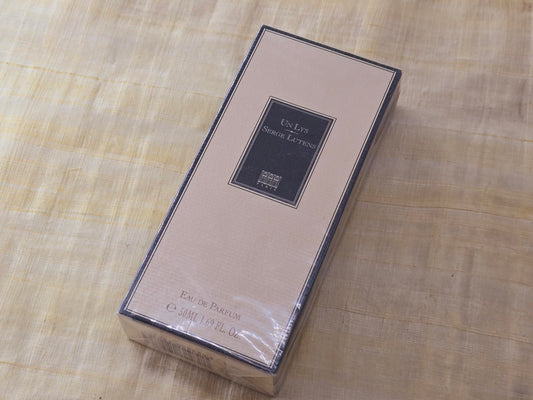 Un Lys
Serge Lutens
Eau de Parfum
℮ 50ML 1.69 FL. Oz